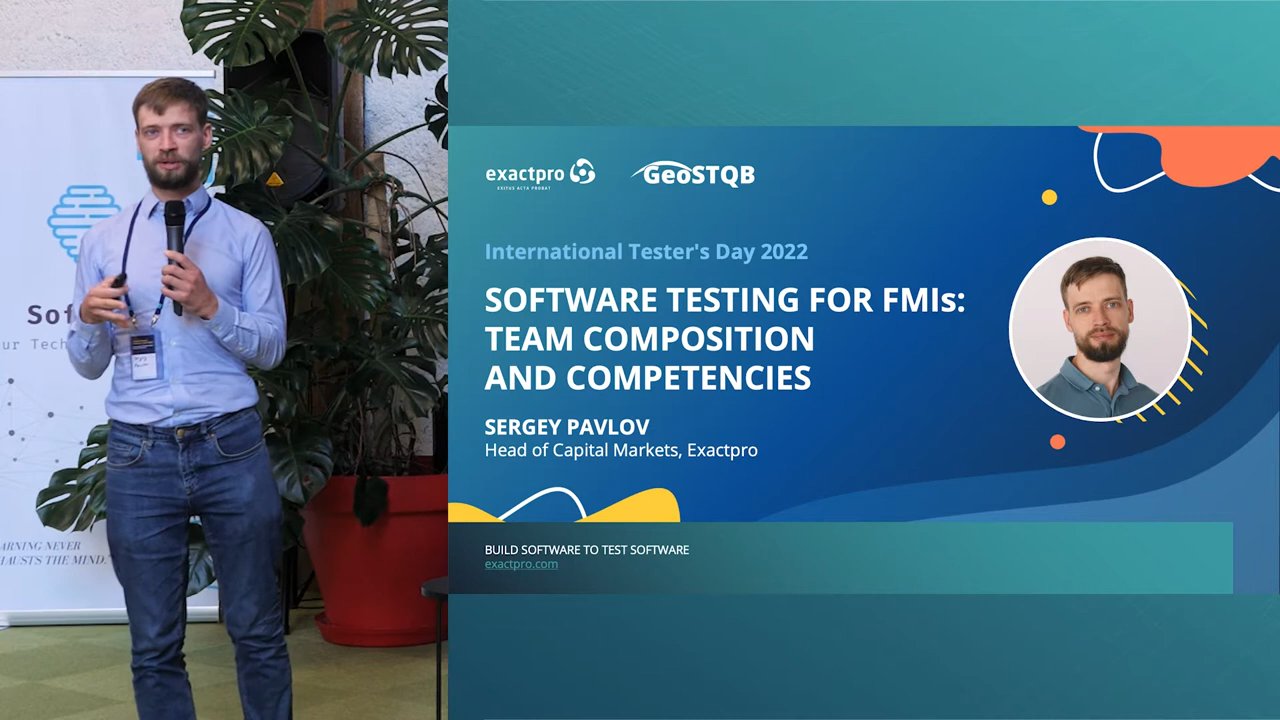 Sof
ur Tech
ARNING NEVER
HAUSTS THE MIND."
exactpro
EXITUS ACTA PROBAT
GeoSTQB
International Tester's Day 2022
SOFTWARE TESTING FOR FMIs:
TEAM COMPOSITION
AND COMPETENCIES
SERGEY PAVLOV
Head of Capital Markets, Exactpro
BUILD SOFTWARE TO TEST SOFTWARE
exactpro.com